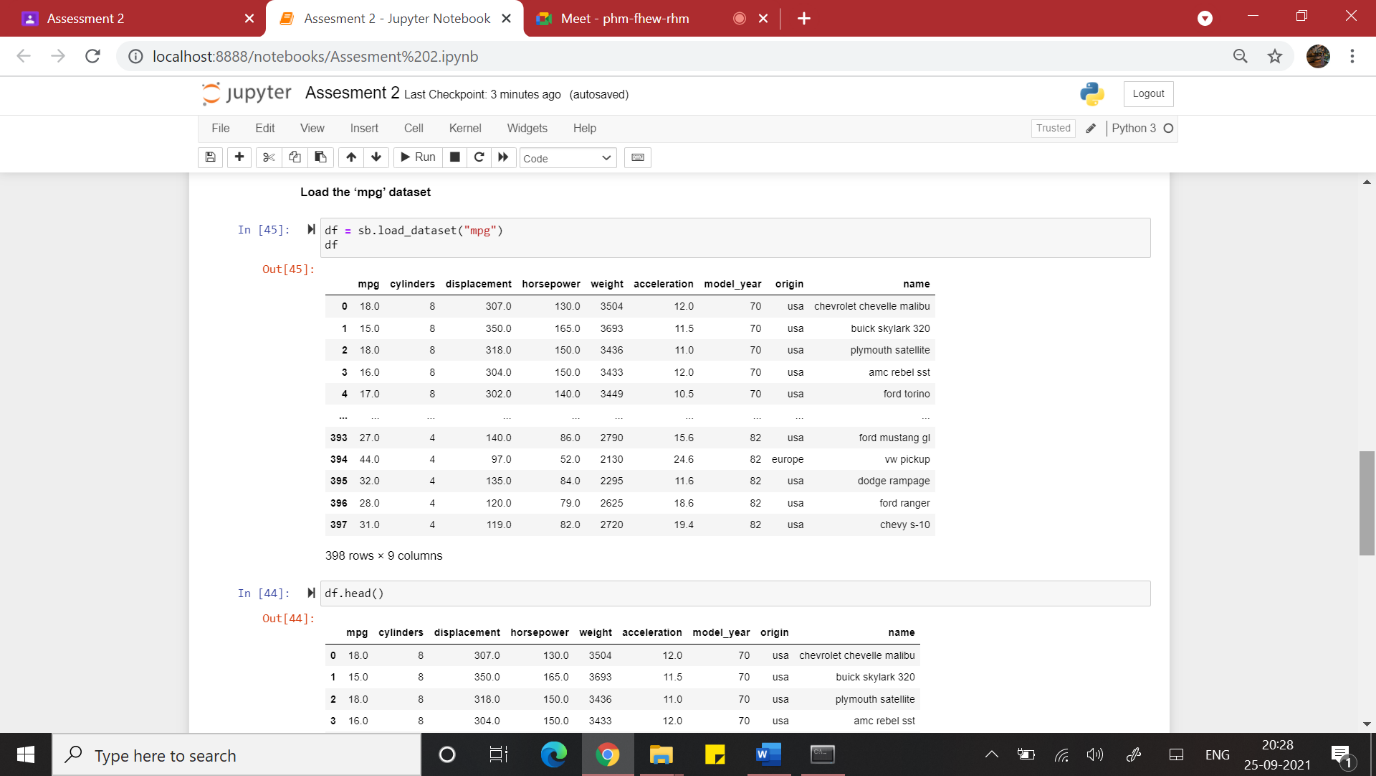 Assessment 2
Assesment 2 - Jupyter Notebook
Meet - phm-fhew-rhm
localhost:8888/notebooks/Assesment%202.ipynb
jupyter Assesment 2 Last Checkpoint: 3 minutes ago (autosaved)
Logout
File Edit View Insert Cell Kernel Widgets Help
Trusted Python 3
Run Code
Load the ‘mpg’ dataset
In [45]: df = sb.load_dataset("mpg")
df
Out[45]:
mpg cylinders displacement horsepower weight acceleration model_year origin name
0 18.0 8 307.0 130.0 3504 12.0 70 usa chevrolet chevelle malibu
1 15.0 8 350.0 165.0 3693 11.5 70 usa buick skylark 320
2 18.0 8 318.0 150.0 3436 11.0 70 usa plymouth satellite
3 16.0 8 304.0 150.0 3433 12.0 70 usa amc rebel sst
4 17.0 8 302.0 140.0 3449 10.5 70 usa ford torino
... ... ... ... ... ... ... ... ... ...
393 27.0 4 140.0 86.0 2790 15.6 82 usa ford mustang gl
394 44.0 4 97.0 52.0 2130 24.6 82 europe vw pickup
395 32.0 4 135.0 84.0 2295 11.6 82 usa dodge rampage
396 28.0 4 120.0 79.0 2625 18.6 82 usa ford ranger
397 31.0 4 119.0 82.0 2720 19.4 82 usa chevy s-10
398 rows × 9 columns
In [44]: df.head()
Out[44]:
mpg cylinders displacement horsepower weight acceleration model_year origin name
0 18.0 8 307.0 130.0 3504 12.0 70 usa chevrolet chevelle malibu
1 15.0 8 350.0 165.0 3693 11.5 70 usa buick skylark 320
2 18.0 8 318.0 150.0 3436 11.0 70 usa plymouth satellite
3 16.0 8 304.0 150.0 3433 12.0 70 usa amc rebel sst
Type here to search
W
ENG
20:28
25-09-2021
1